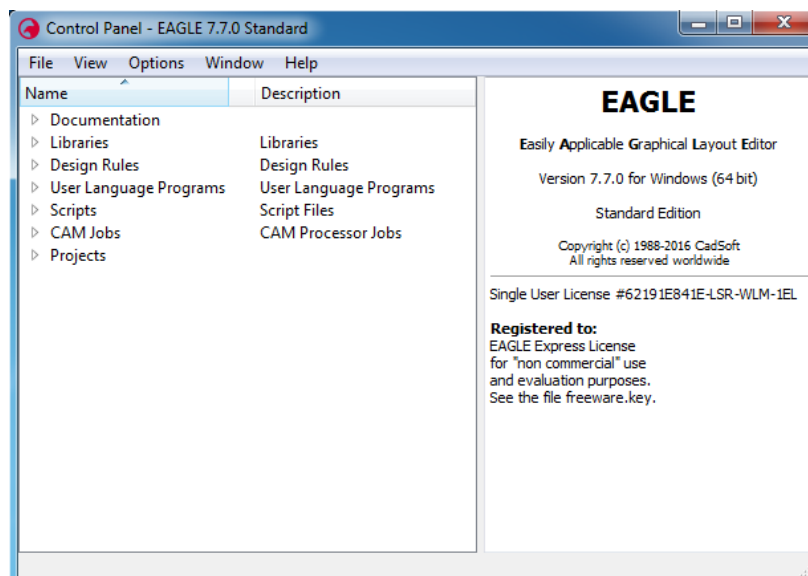 Control Panel - EAGLE 7.7.0 Standard
File View Options Window Help
Name Description
Documentation
Libraries Libraries
Design Rules Design Rules
User Language Programs User Language Programs
Scripts Script Files
CAM Jobs CAM Processor Jobs
Projects
EAGLE
Easily Applicable Graphical Layout Editor
Version 7.7.0 for Windows (64 bit)
Standard Edition
Copyright (c) 1988-2016 CadSoft
All rights reserved worldwide
Single User License #62191E841E-LSR-WLM-1EL
Registered to:
EAGLE Express License
for "non commercial" use
and evaluation purposes.
See the file freeware.key.